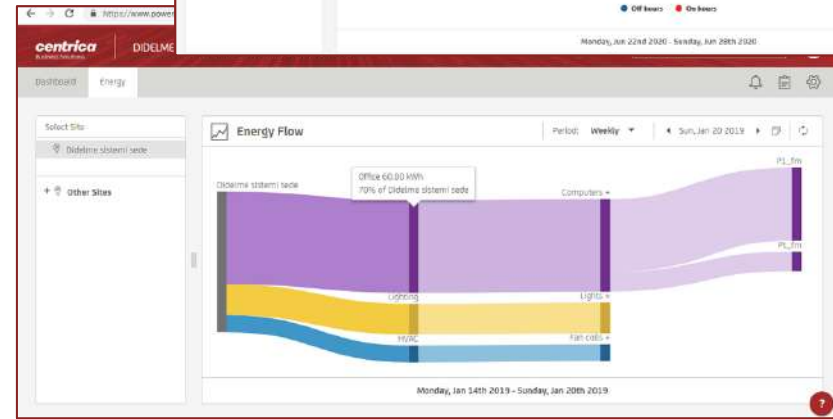 Off hours On hours
Monday, Jun 22nd 2020 - Sunday, Jun 28th 2020
https://www.power
centrica
Business Solutions
DIDELME
Dashboard Energy
Select Site
Didelme sistemi sede
+ Other Sites
Energy Flow
Period: Weekly
Sun, Jan 20 2019
Didelme sistemi sede
Office 60.00 kWh
70% of Didelme sistemi sede
Computers +
P1_fm
P1_fm
Lighting
Lights +
HVAC
Fan coils +
Monday, Jan 14th 2019 - Sunday, Jan 20th 2019
?